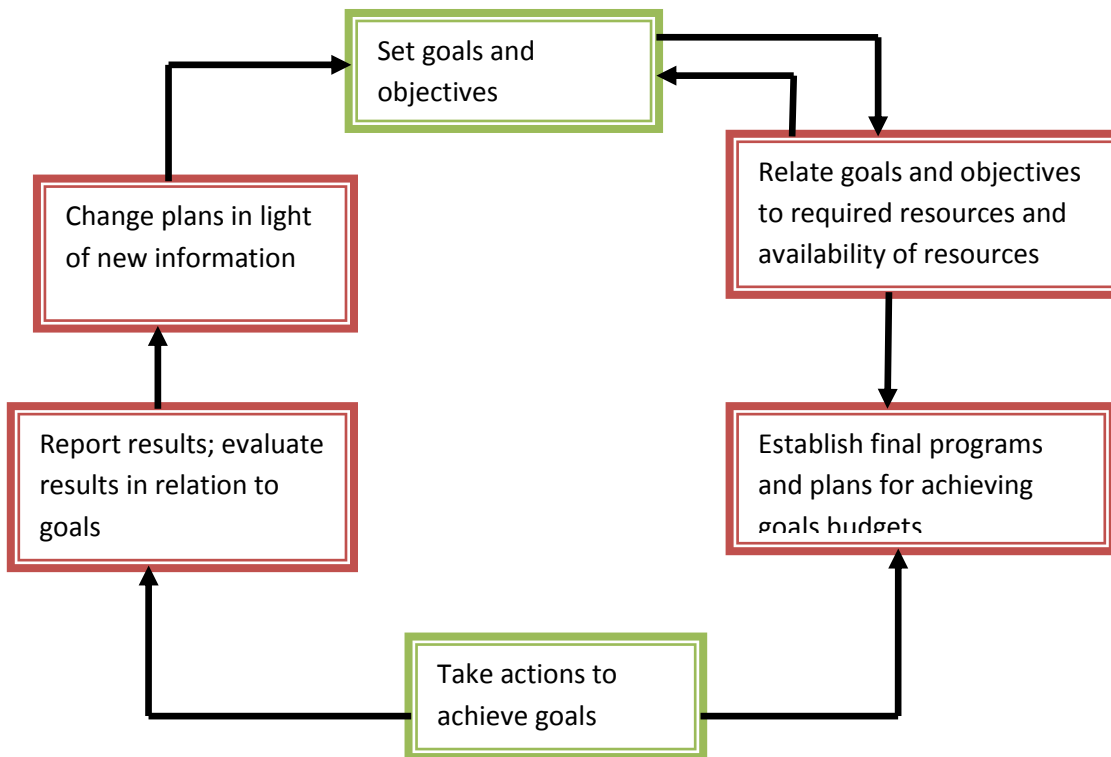 Set goals and
objectives
Relate goals and objectives
to required resources and
availability of resources
Change plans in light
of new information
Report results; evaluate
results in relation to
goals
Establish final programs
and plans for achieving
goals budgets
Take actions to
achieve goals